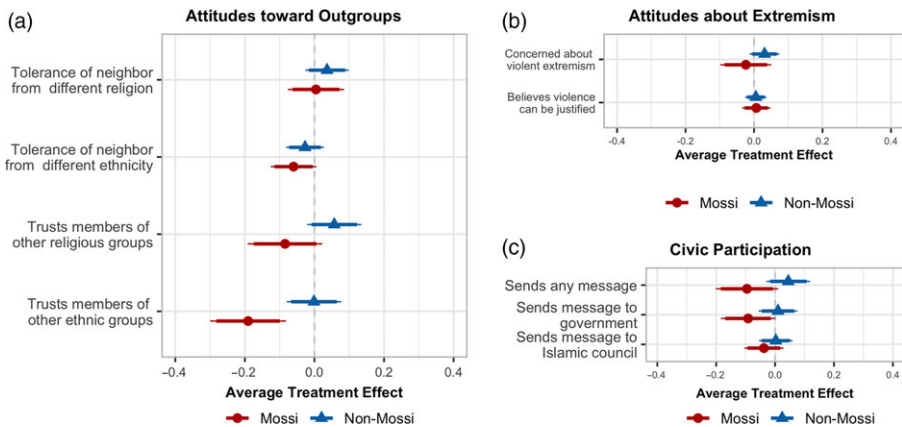 (a)
Attitudes toward Outgroups
Tolerance of neighbor
from different religion
Tolerance of neighbor
from different ethnicity
Trusts members of
other religious groups
Trusts members of
other ethnic groups
−0.4 −0.2 0.0 0.2 0.4
Average Treatment Effect
Mossi Non-Mossi
(b)
Attitudes about Extremism
Concerned about
violent extremism
Believes violence
can be justified
−0.4 −0.2 0.0 0.2 0.4
Average Treatment Effect
Mossi Non-Mossi
(c)
Civic Participation
Sends any message
Sends message to
government
Sends message to
Islamic council
−0.4 −0.2 0.0 0.2 0.4
Average Treatment Effect
Mossi Non-Mossi